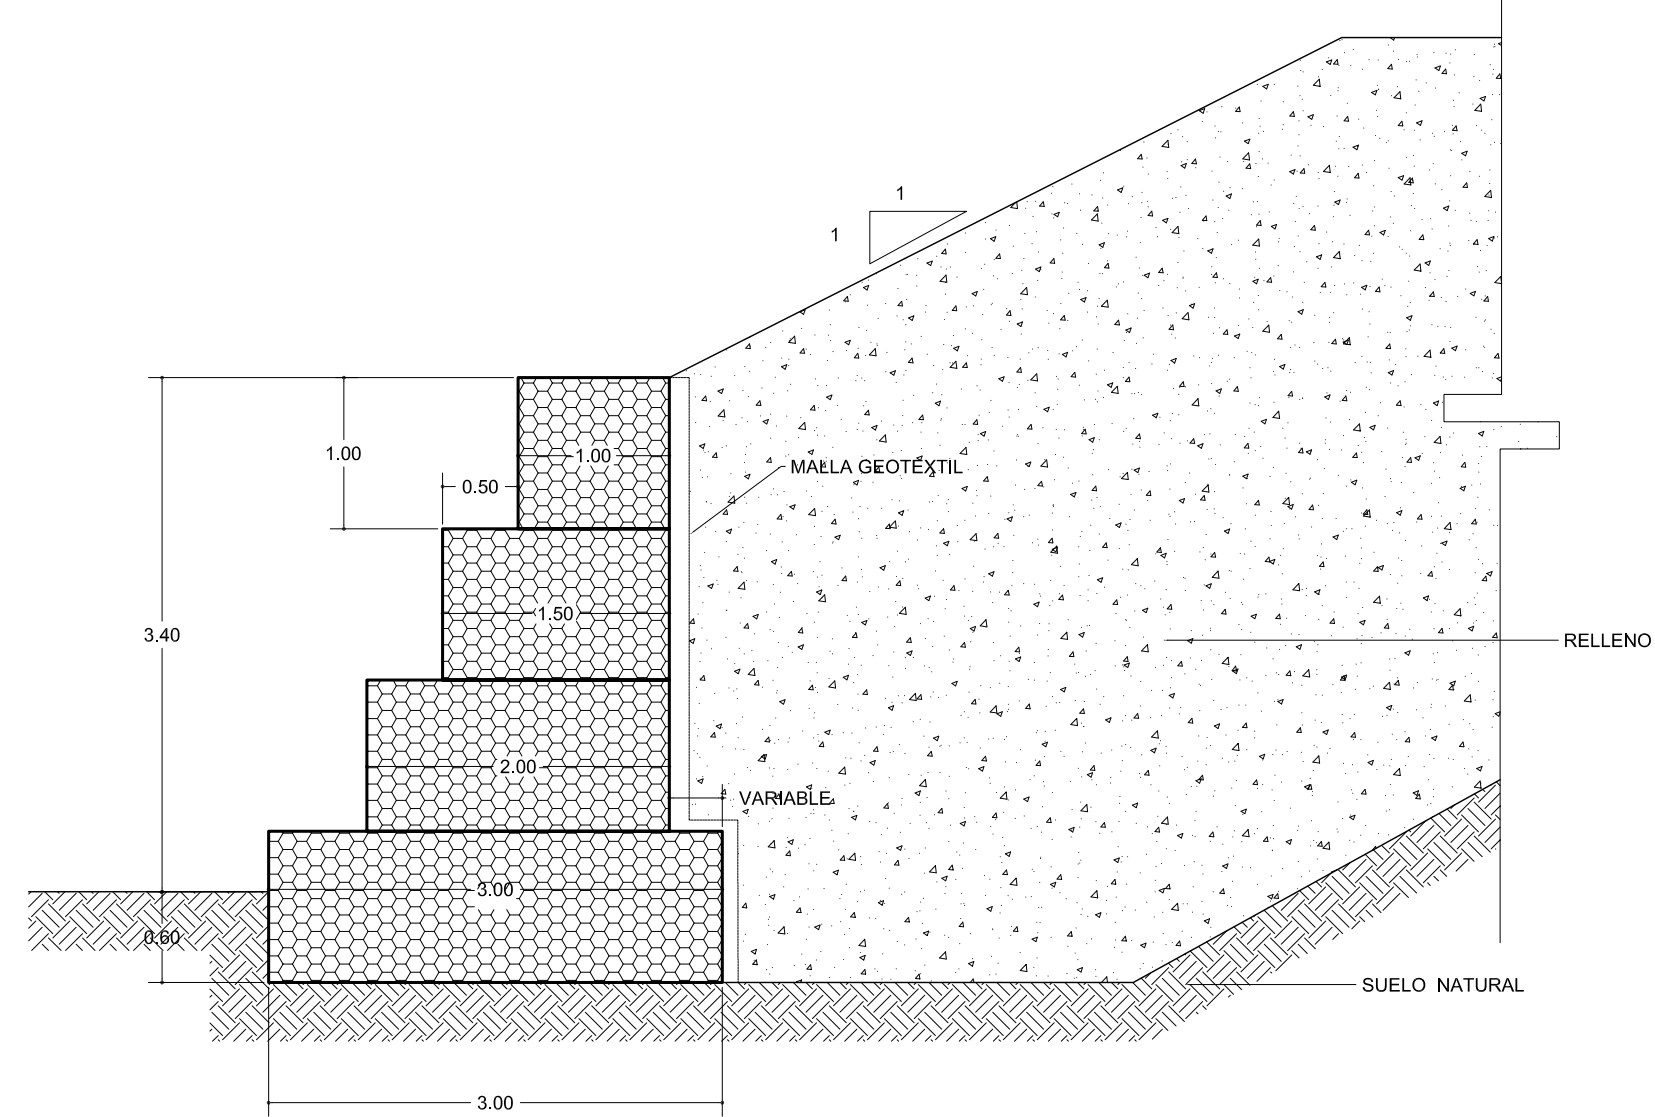 1
1
1.00
1.00
MALLA GEOTEXTIL
0.50
1.50
3.40
RELLENO
2.00
VARIABLE
3.00
0.60
SUELO NATURAL
3.00